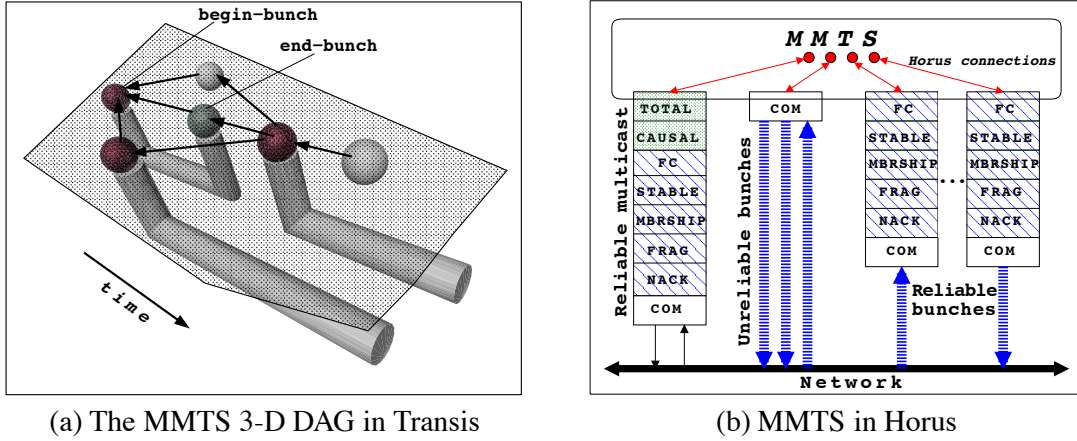 begin-bunch
end-bunch
time
(a) The MMTS 3-D DAG in Transis
MMTS
Horus connections
Reliable multicast
TOTAL
CAUSAL
FC
STABLE
MBRSHIP
FRAG
NACK
COM
Unreliable bunches
COM
FC
STABLE
MBRSHIP
FRAG
NACK
COM
...
FC
STABLE
MBRSHIP
FRAG
NACK
COM
Reliable
bunches
Network
(b) MMTS in Horus